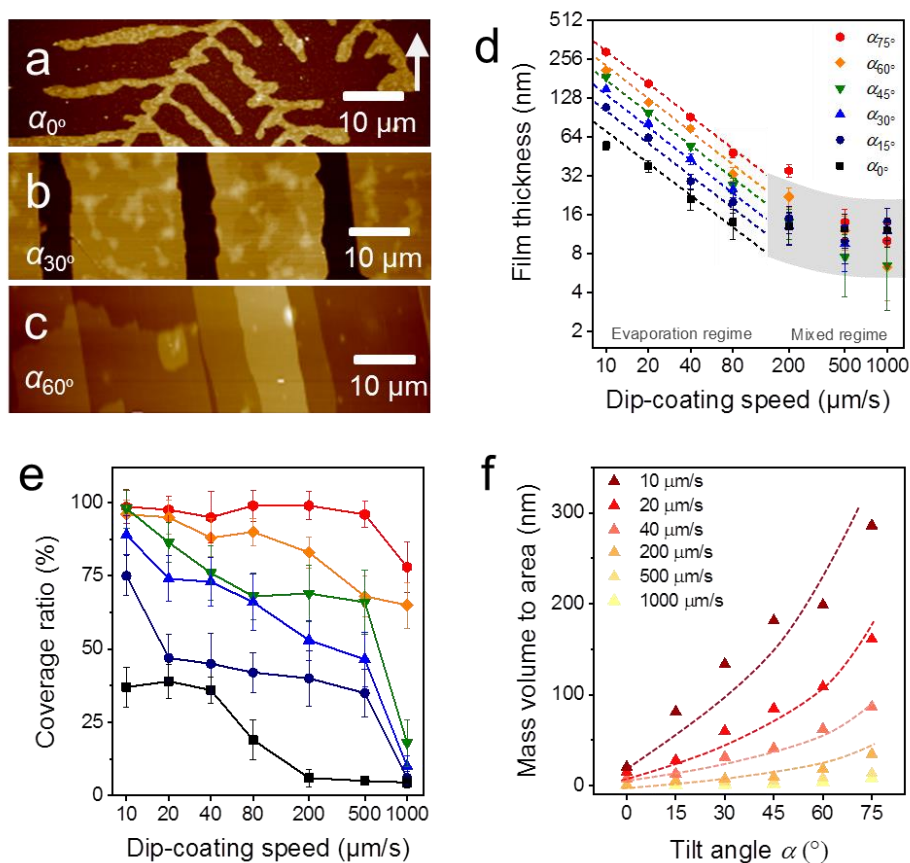 a
α0°
10 μm
b
α30°
10 μm
c
α60°
10 μm
d
Film thickness (nm)
512
256
128
64
32
16
8
4
2
α75°
α60°
α45°
α30°
α15°
α0°
Evaporation regime
Mixed regime
10 20 40 80 200 500 1000
Dip-coating speed (μm/s)
e
Coverage ratio (%)
100
75
50
25
0
10 20 40 80 200 500 1000
Dip-coating speed (μm/s)
f
Mass volume to area (nm)
300
200
100
0
10 μm/s
20 μm/s
40 μm/s
200 μm/s
500 μm/s
1000 μm/s
0 15 30 45 60 75
Tilt angle α (°)